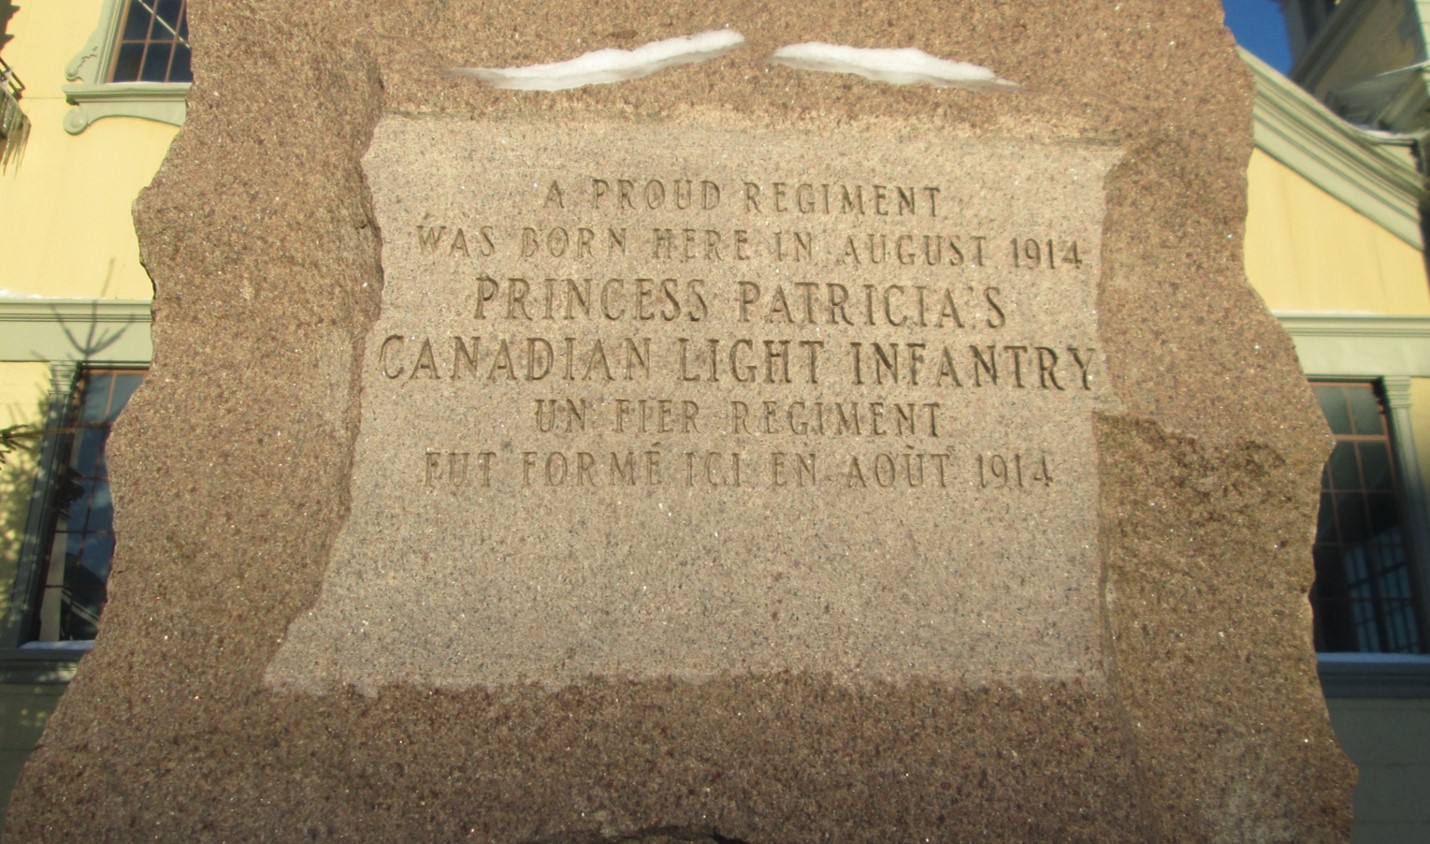 A PROUD REGIMENT
WAS BORN HERE IN AUGUST 1914
PRINCESS PATRICIA'S
CANADIAN LIGHT INFANTRY
UN FIER REGIMENT
FUT FORMÉ ICI EN AOÛT 1914